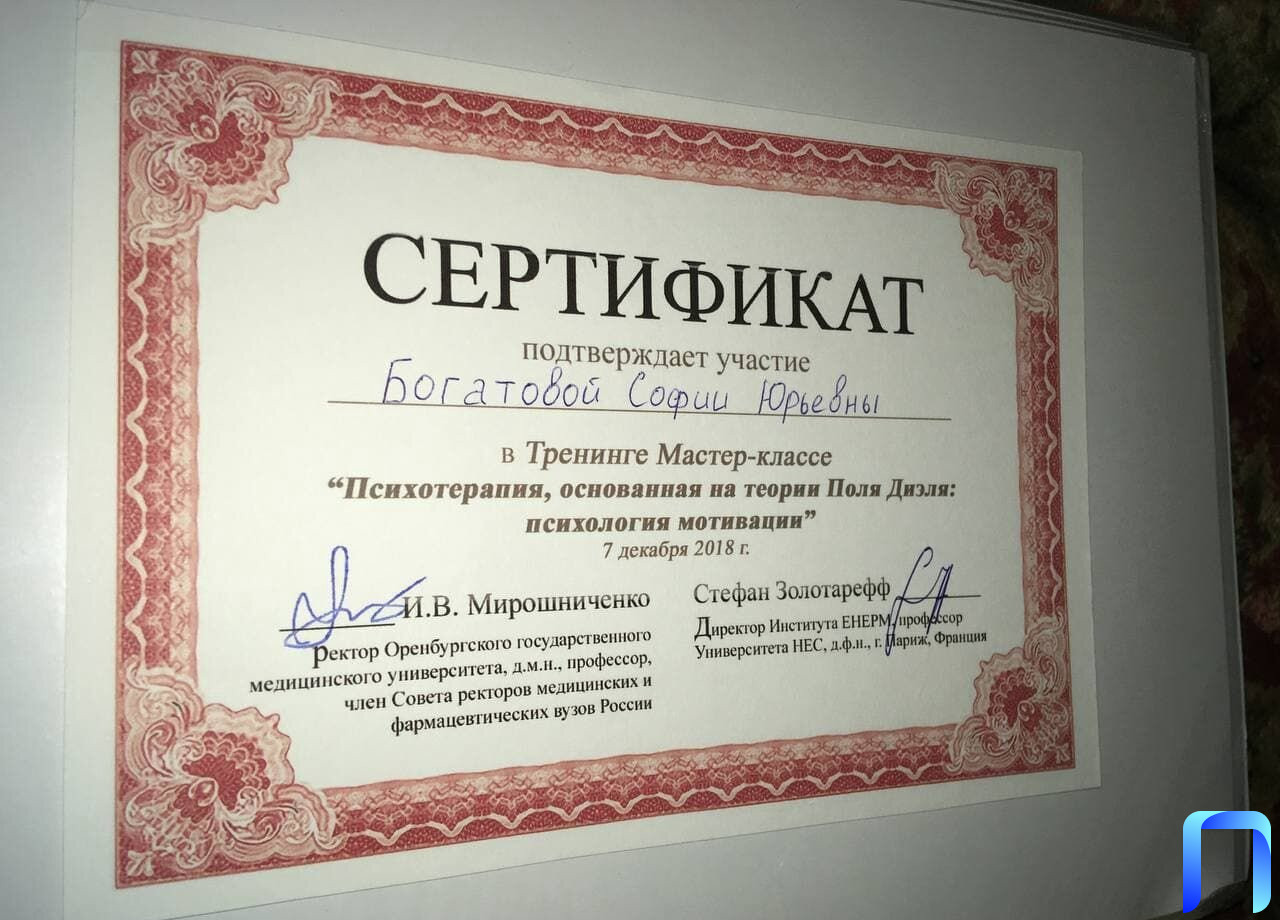 СЕРТИФИКАТ
подтверждает участие
Богатовой Софии Юрьевны
в Тренинге Мастер-классе
“Психотерапия, основанная на теории Поля Диэля:
психология мотивации”
7 декабря 2018 г.
И.В. Мирошниченко
Ректор Оренбургского государственного
медицинского университета, д.м.н., профессор,
член Совета ректоров медицинских и
фармацевтических вузов России
Стефан Золотарефф
Директор Института ЕНЕРМ, профессор
Университета НЕС, д.ф.н., г. Париж, Франция